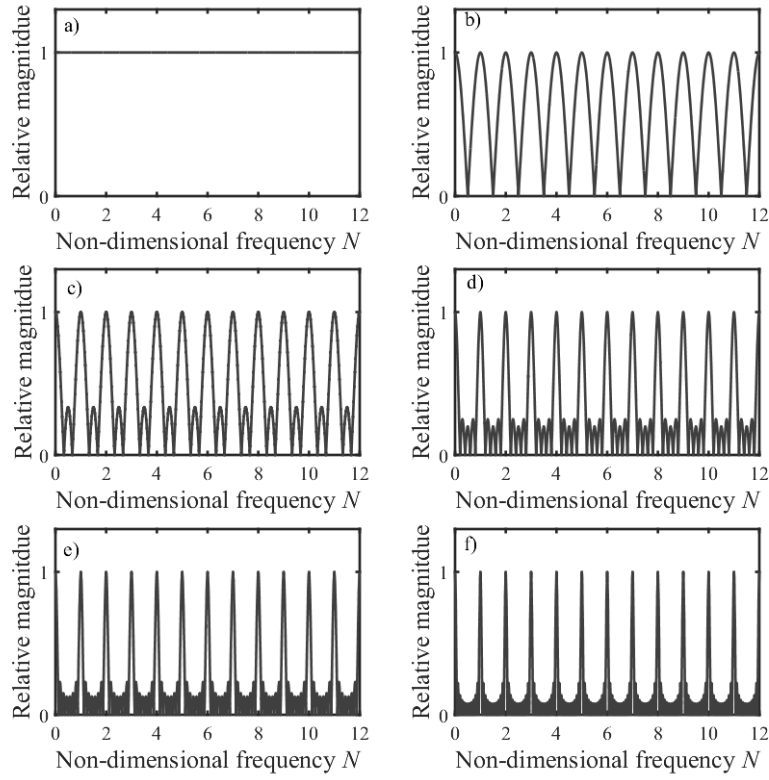 a)
Relative magnitdue
1
0
0 2 4 6 8 10 12
Non-dimensional frequency N
b)
Relative magnitdue
1
0
0 2 4 6 8 10 12
Non-dimensional frequency N
c)
Relative magnitdue
1
0
0 2 4 6 8 10 12
Non-dimensional frequency N
d)
Relative magnitdue
1
0
0 2 4 6 8 10 12
Non-dimensional frequency N
e)
Relative magnitdue
1
0
0 2 4 6 8 10 12
Non-dimensional frequency N
f)
Relative magnitdue
1
0
0 2 4 6 8 10 12
Non-dimensional frequency N